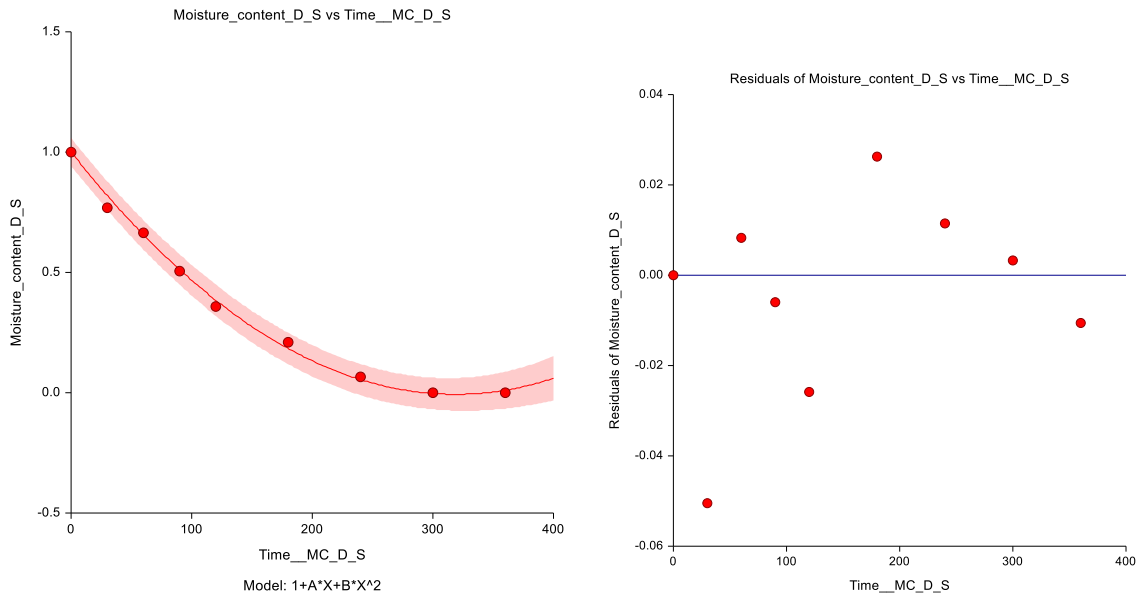 Moisture_content_D_S vs Time__MC_D_S
1.5
1.0
0.5
0.0
-0.5
Moisture_content_D_S
0 100 200 300 400
Time__MC_D_S
Model: 1+A*X+B*X^2
Residuals of Moisture_content_D_S vs Time__MC_D_S
0.04
0.02
0.00
-0.02
-0.04
-0.06
Residuals of Moisture_content_D_S
0 100 200 300 400
Time__MC_D_S